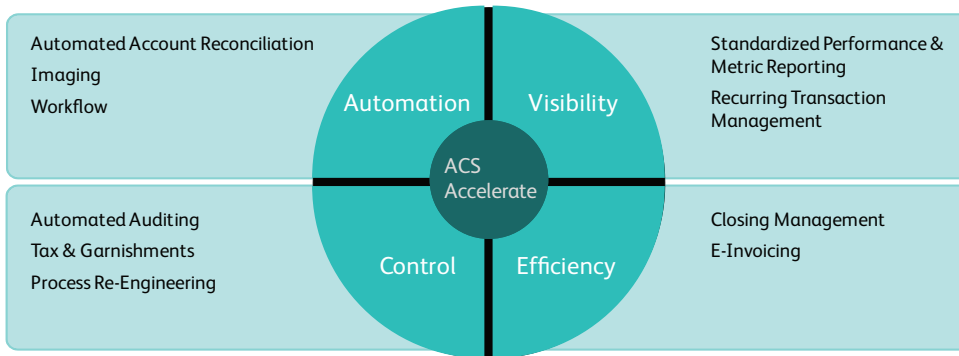 Automated Account Reconciliation
Imaging
Workflow
Automation
Visibility
Standardized Performance &
Metric Reporting
Recurring Transaction
Management
ACS
Accelerate
Automated Auditing
Tax & Garnishments
Process Re-Engineering
Control
Efficiency
Closing Management
E-Invoicing